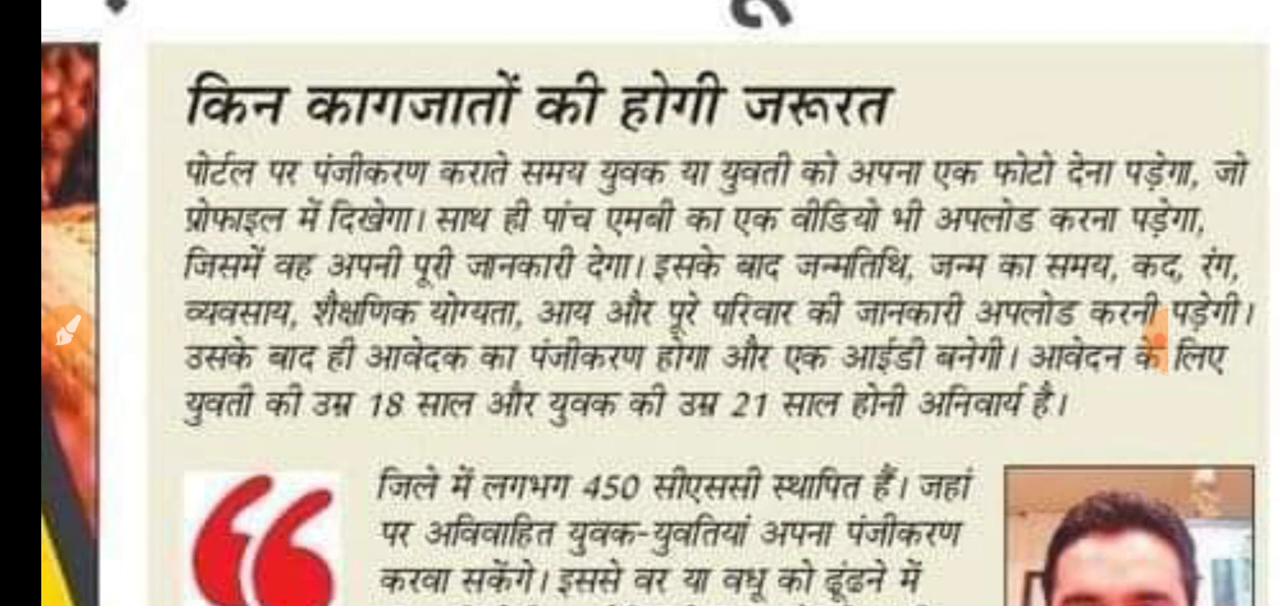 किन कागजातों की होगी जरूरत
पोर्टल पर पंजीकरण कराते समय युवक या युवती को अपना एक फोटो देना पड़ेगा, जो
प्रोफाइल में दिखेगा। साथ ही पांच एमबी का एक वीडियो भी अपलोड करना पड़ेगा,
जिसमें वह अपनी पूरी जानकारी देगा। इसके बाद जन्मतिथि, जन्म का समय, कद, रंग,
व्यवसाय, शैक्षणिक योग्यता, आय और पूरे परिवार की जानकारी अपलोड करनी पड़ेगी।
उसके बाद ही आवेदक का पंजीकरण होगा और एक आईडी बनेगी। आवेदन के लिए
युवती की उम्र 18 साल और युवक की उम्र 21 साल होनी अनिवार्य है।
जिले में लगभग 450 सीएससी स्थापित हैं। जहां
पर अविवाहित युवक-युवतियां अपना पंजीकरण
करवा सकेंगे। इससे वर या वधू को ढूंढने में